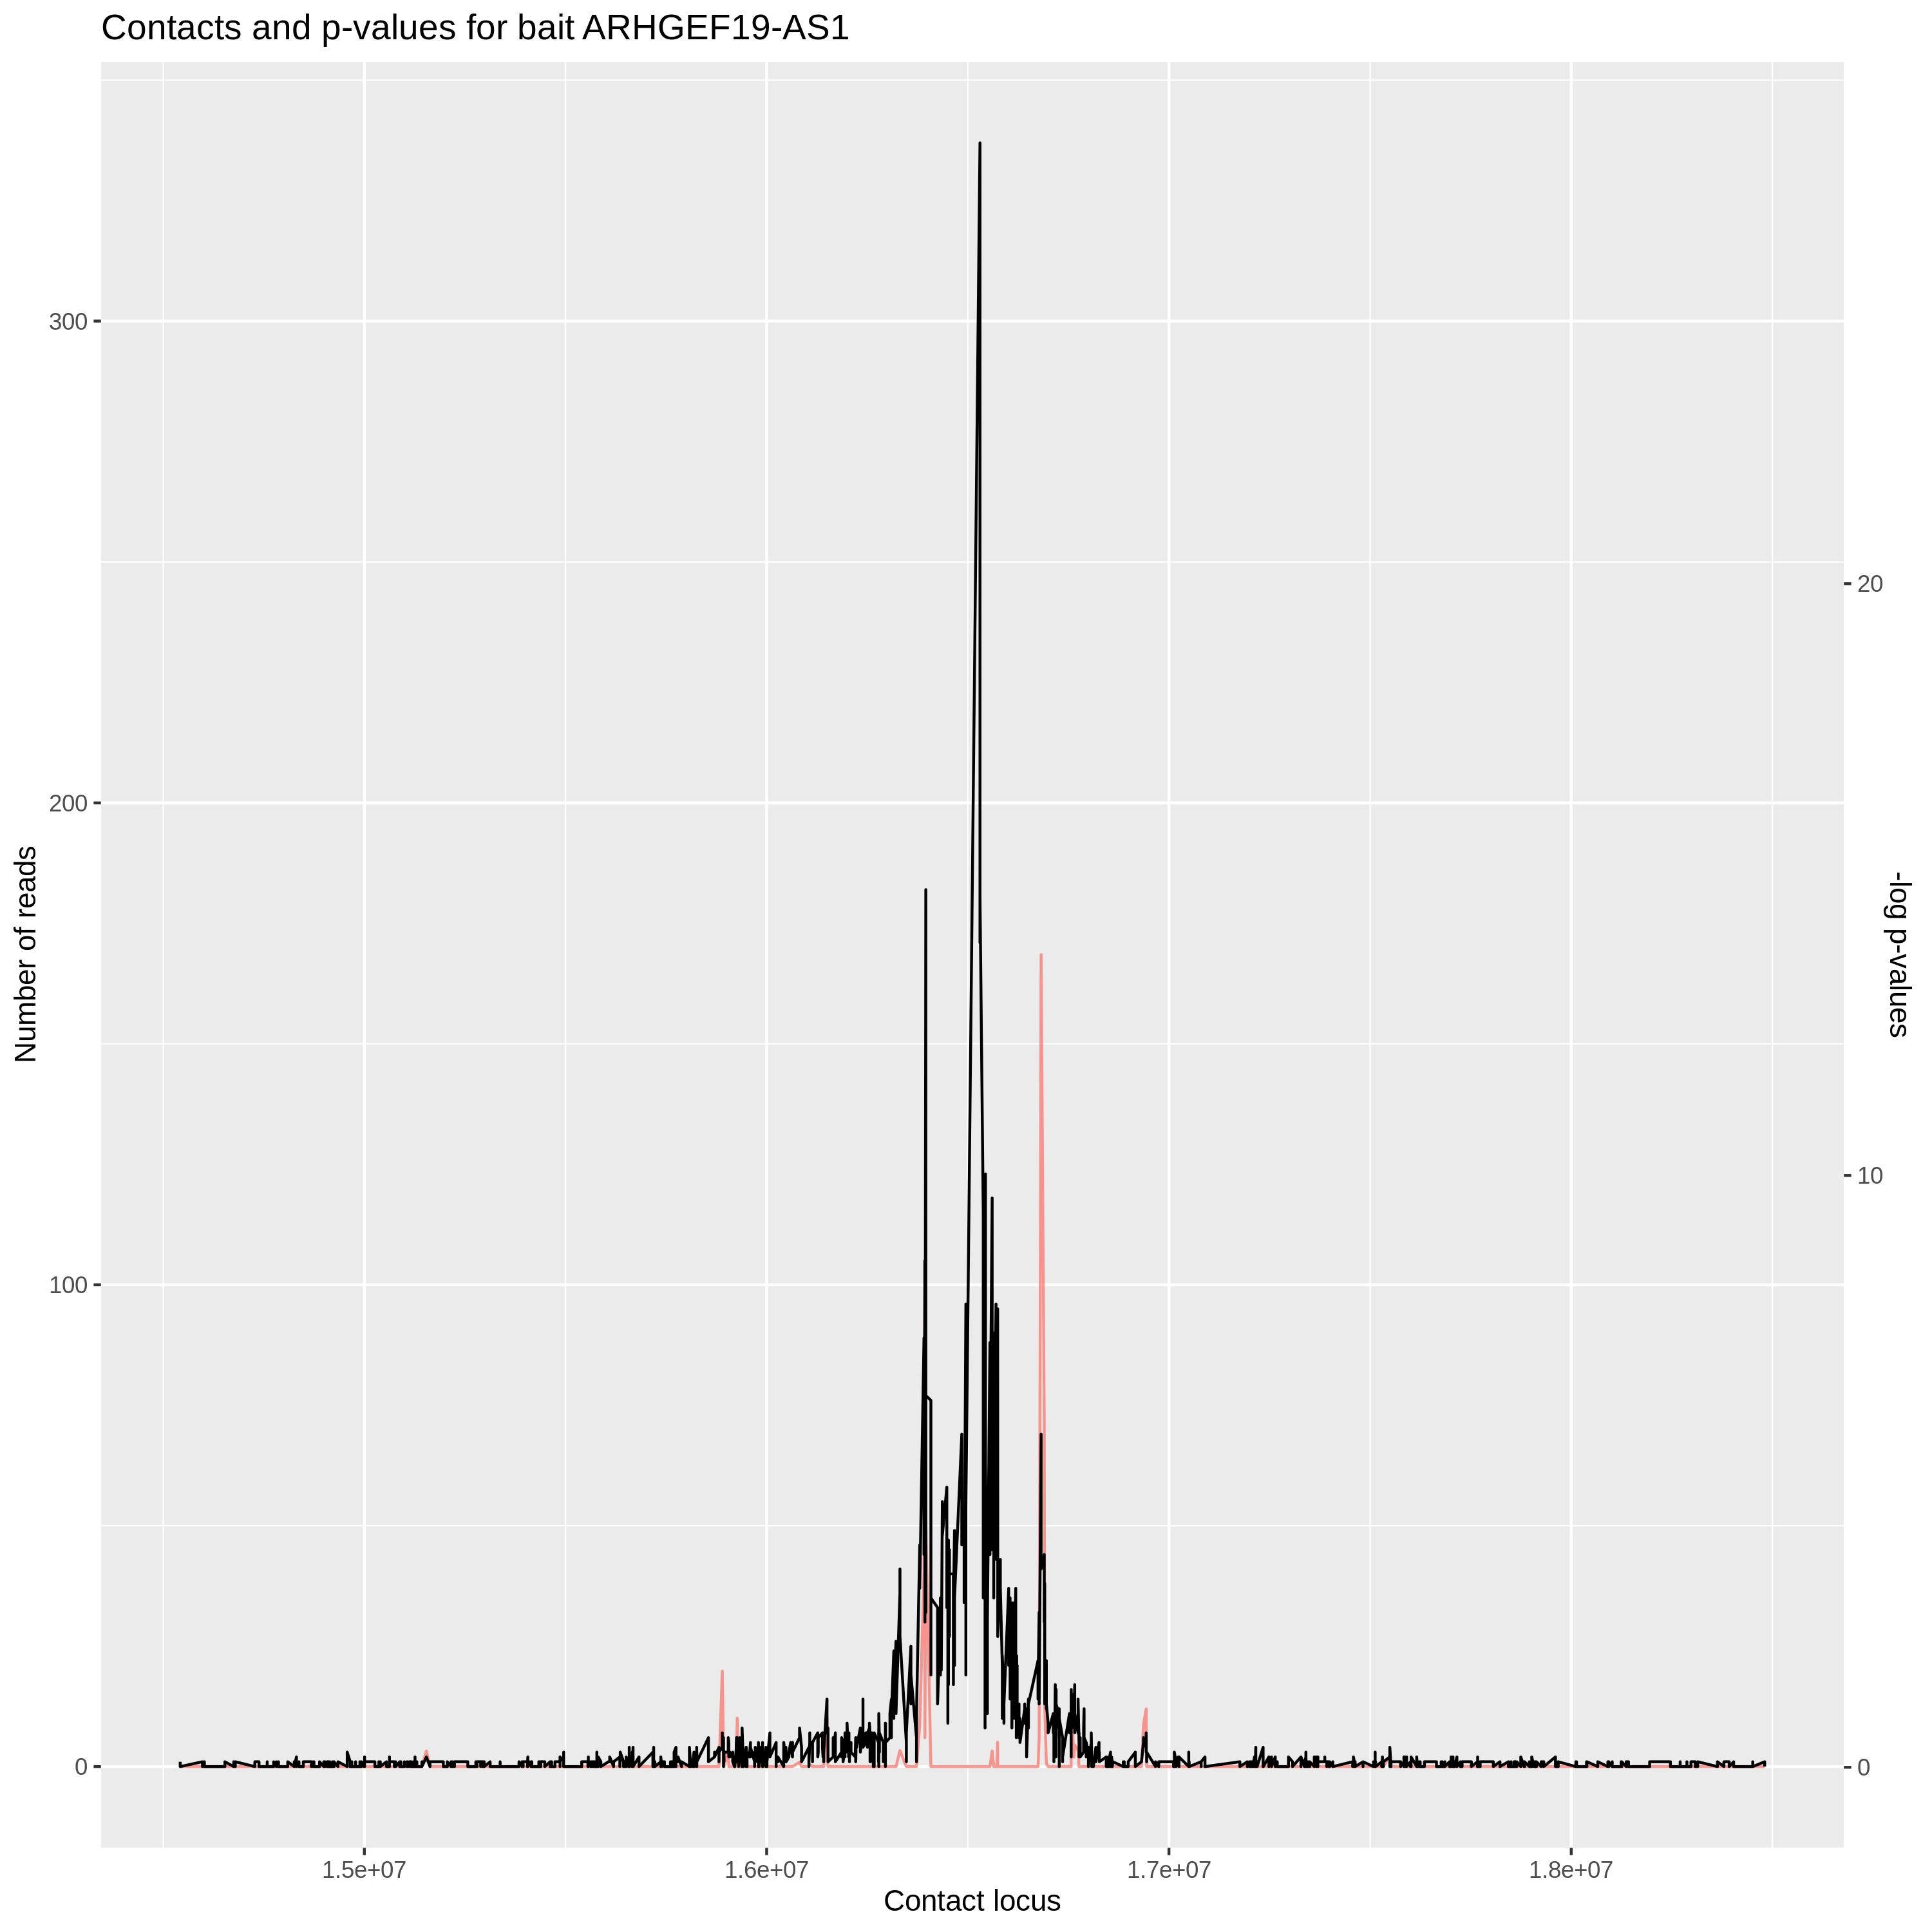 Contacts and p-values for bait ARHGEF19-AS1
300
200
100
0
Number of reads
20
10
0
-log p-values
1.5e+07
1.6e+07
1.7e+07
1.8e+07
Contact locus